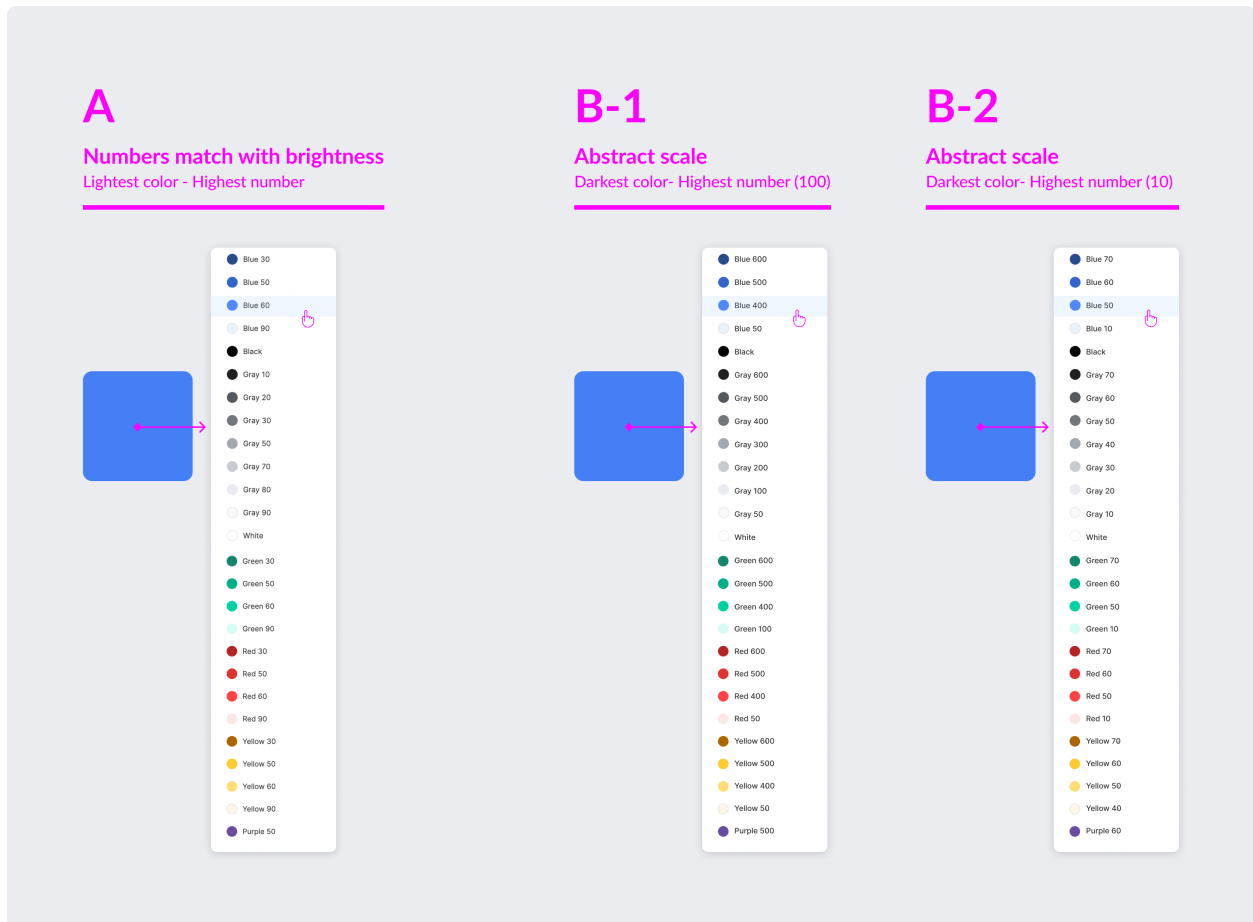 A
Numbers match with brightness
Lightest color - Highest number
Blue 30
Blue 50
Blue 60
Blue 90
Black
Gray 10
Gray 20
Gray 30
Gray 50
Gray 70
Gray 80
Gray 90
White
Green 30
Green 50
Green 60
Green 90
Red 30
Red 50
Red 60
Red 90
Yellow 30
Yellow 50
Yellow 60
Yellow 90
Purple 50
B-1
Abstract scale
Darkest color- Highest number (100)
Blue 600
Blue 500
Blue 400
Blue 50
Black
Gray 600
Gray 500
Gray 400
Gray 300
Gray 200
Gray 100
Gray 50
White
Green 600
Green 500
Green 400
Green 100
Red 600
Red 500
Red 400
Red 50
Yellow 600
Yellow 500
Yellow 400
Yellow 50
Purple 500
B-2
Abstract scale
Darkest color- Highest number (10)
Blue 70
Blue 60
Blue 50
Blue 10
Black
Gray 70
Gray 60
Gray 50
Gray 40
Gray 30
Gray 20
Gray 10
White
Green 70
Green 60
Green 50
Green 10
Red 70
Red 60
Red 50
Red 10
Yellow 70
Yellow 60
Yellow 50
Yellow 40
Purple 60